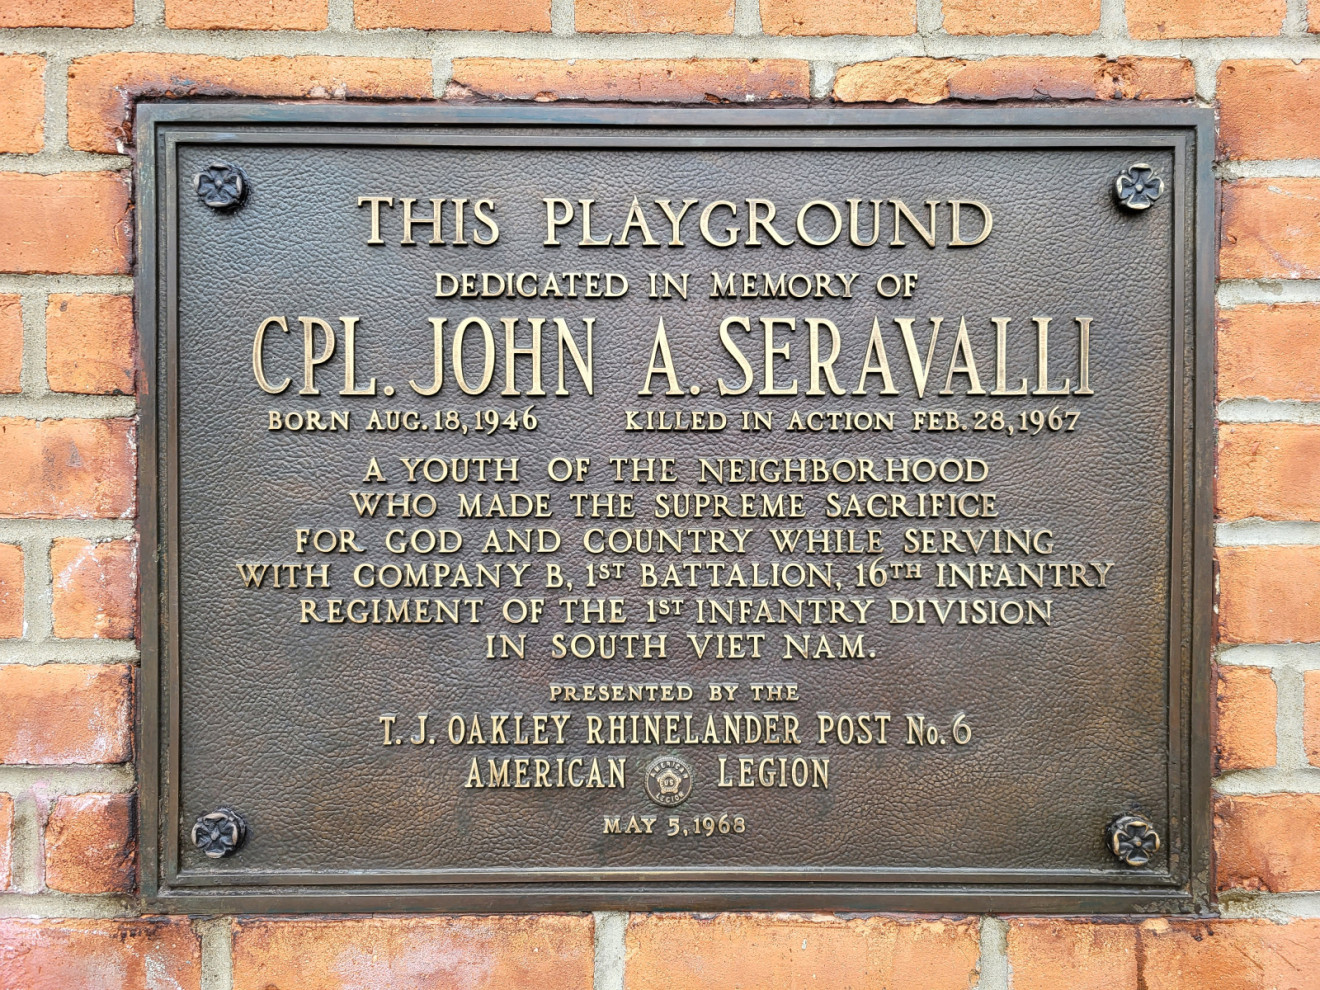 THIS PLAYGROUND
DEDICATED IN MEMORY OF
CPL. JOHN A. SERAVALLI
BORN AUG. 18, 1946 KILLED IN ACTION FEB. 28, 1967
A YOUTH OF THE NEIGHBORHOOD
WHO MADE THE SUPREME SACRIFICE
FOR GOD AND COUNTRY WHILE SERVING
WITH COMPANY B, 1ST BATTALION, 16TH INFANTRY
REGIMENT OF THE 1ST INFANTRY DIVISION
IN SOUTH VIET NAM.
PRESENTED BY THE
T. J. OAKLEY RHINELANDER POST No. 6
AMERICAN AMERICAN US LEGION LEGION
MAY 5, 1968